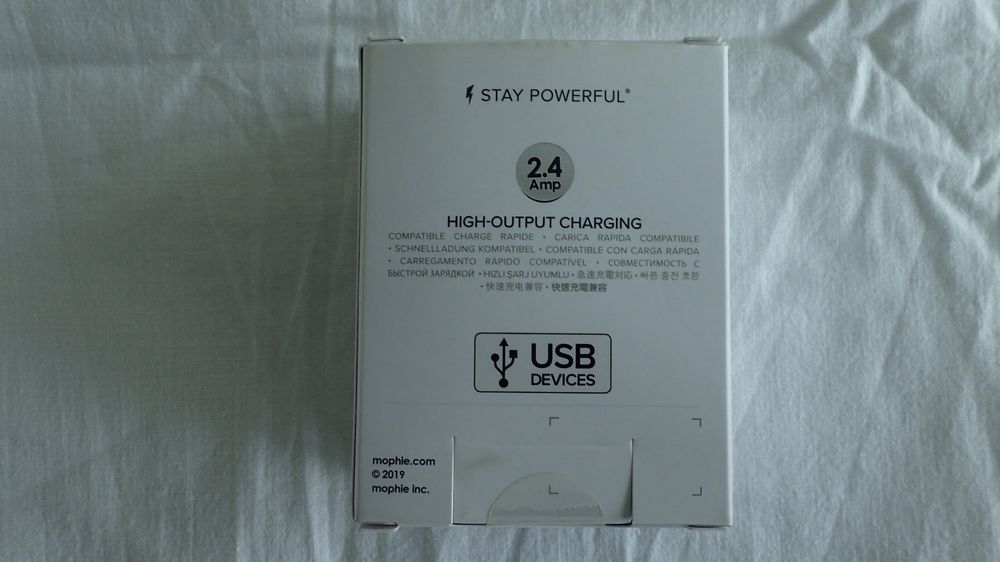 STAY POWERFUL®
2.4
Amp
HIGH-OUTPUT CHARGING
COMPATIBLE CHARGE RAPIDE • CARICA RAPIDA COMPATIBILE
• SCHNELLLADUNG KOMPATIBEL • COMPATIBLE CON CARGA RÁPIDA
• CARREGAMENTO RÁPIDO COMPATÍVEL • СОВМЕСТИМОСТЬ С
БЫСТРОЙ ЗАРЯДКОЙ • HIZLI ŞARJ UYUMLU • 急速充電対応 • 빠른 충전 호환
• 快速充电兼容 • 快速充電兼容
USB
DEVICES
mophie.com
© 2019
mophie inc.